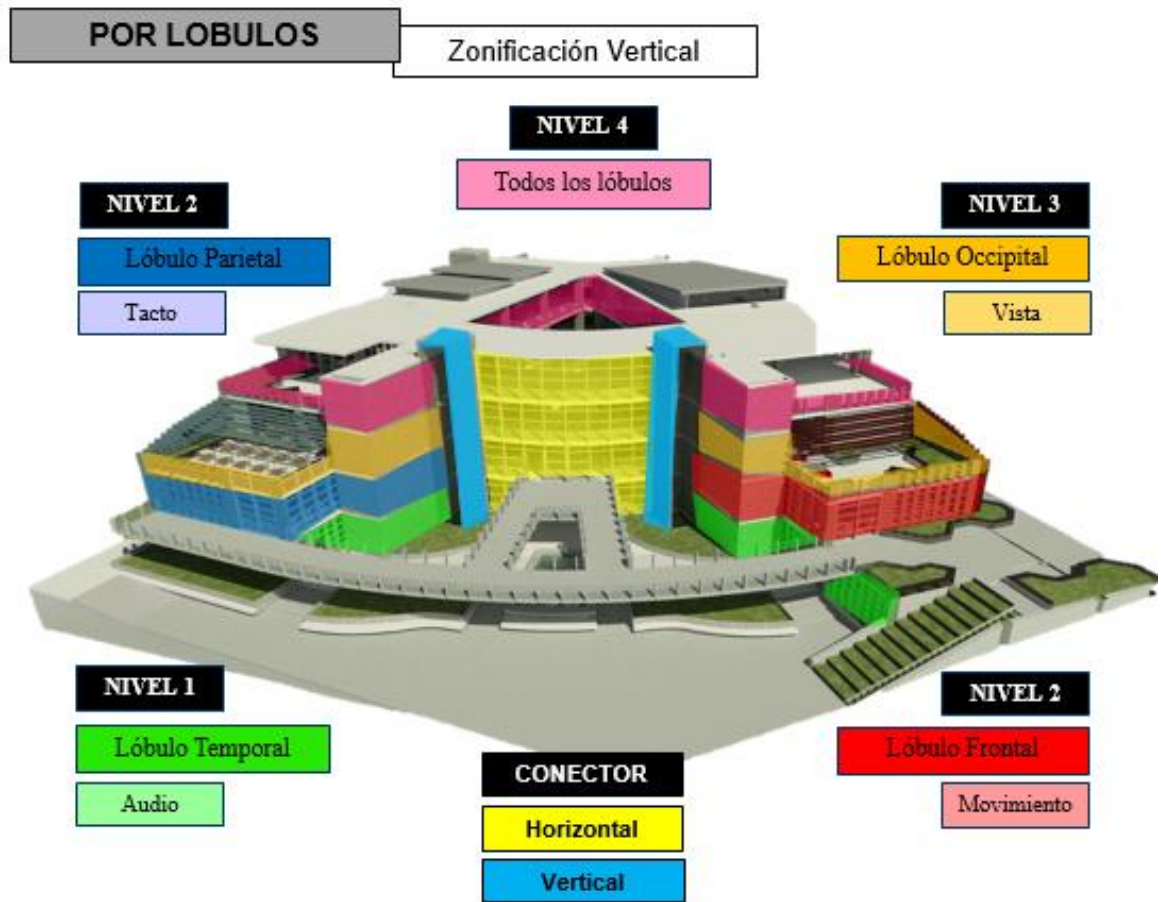 POR LOBULOS
Zonificación Vertical
NIVEL 4
Todos los lóbulos
NIVEL 2
Lóbulo Parietal
Tacto
NIVEL 3
Lóbulo Occipital
Vista
NIVEL 1
Lóbulo Temporal
Audio
CONECTOR
Horizontal
Vertical
NIVEL 2
Lóbulo Frontal
Movimiento